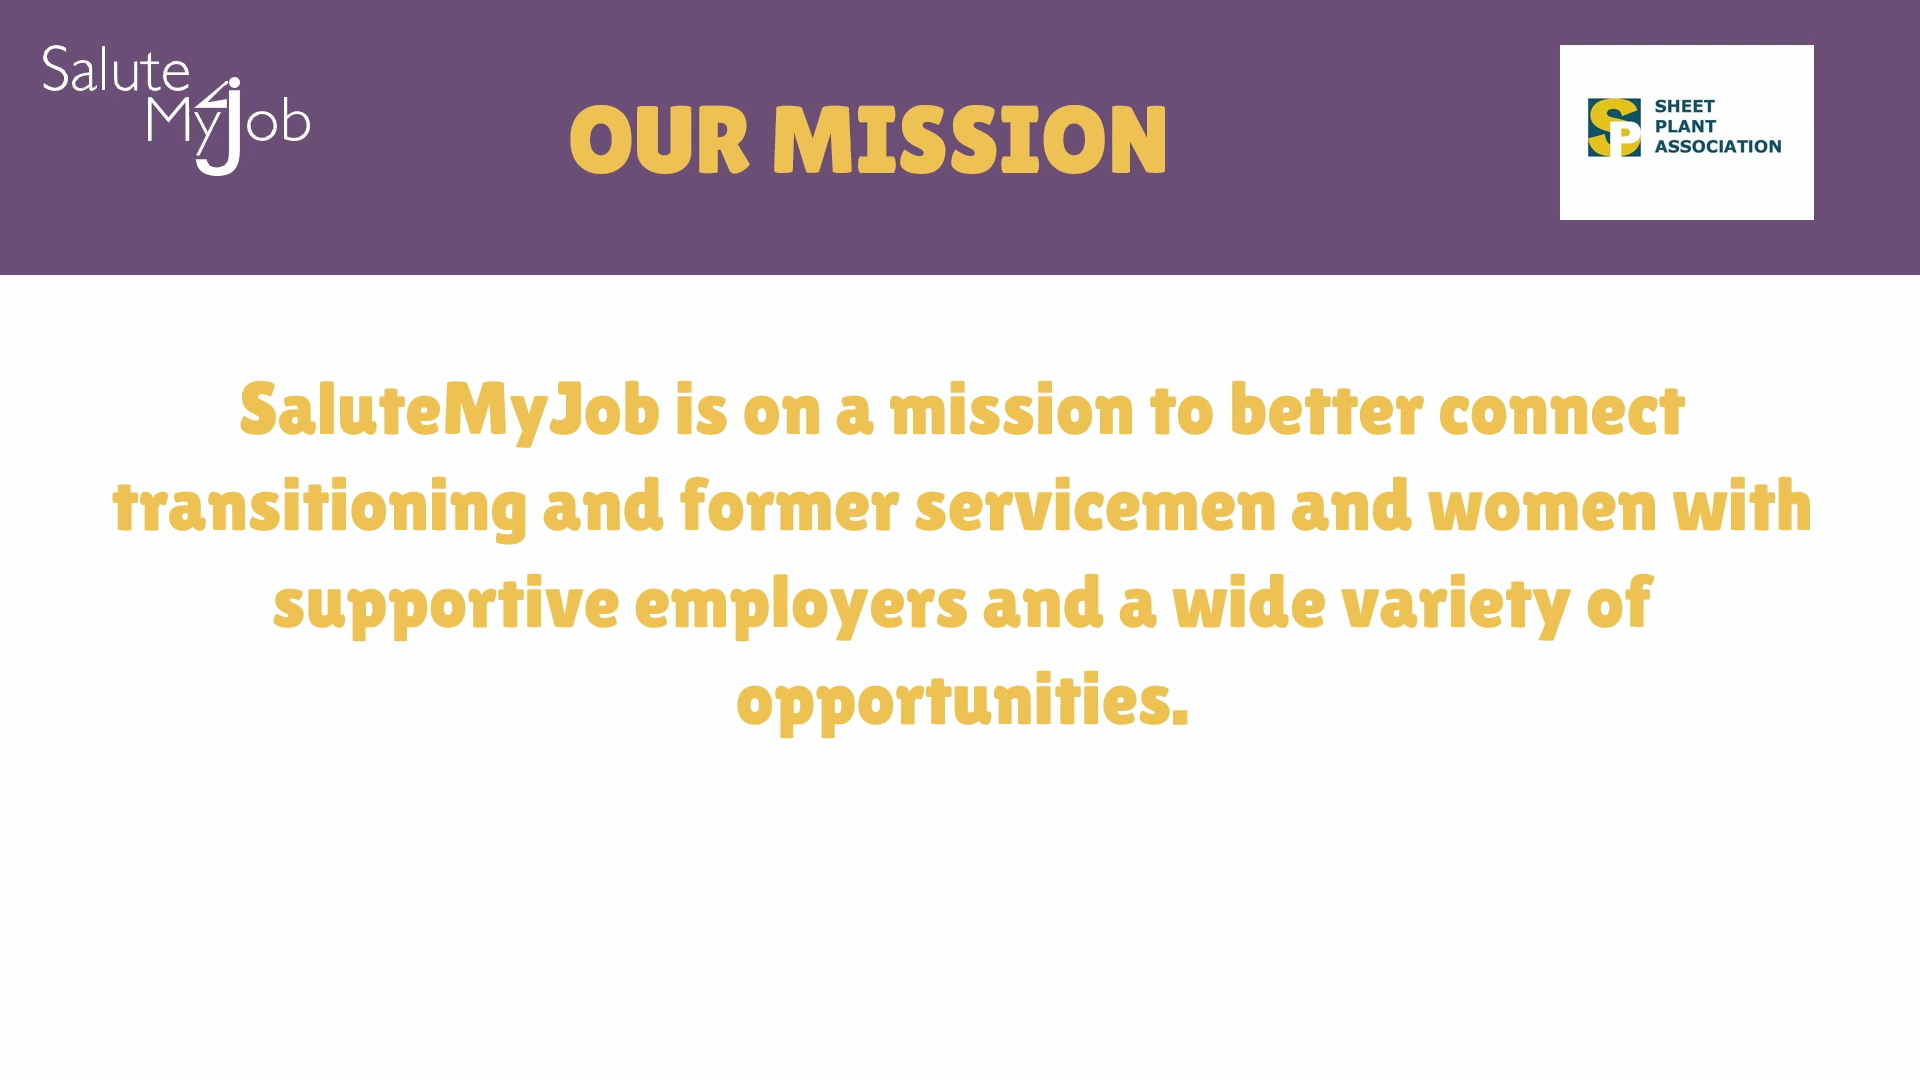 Salute
MyJob
OUR MISSION
SP
SHEET
PLANT
ASSOCIATION
SaluteMyJob is on a mission to better connect
transitioning and former servicemen and women with
supportive employers and a wide variety of
opportunities.